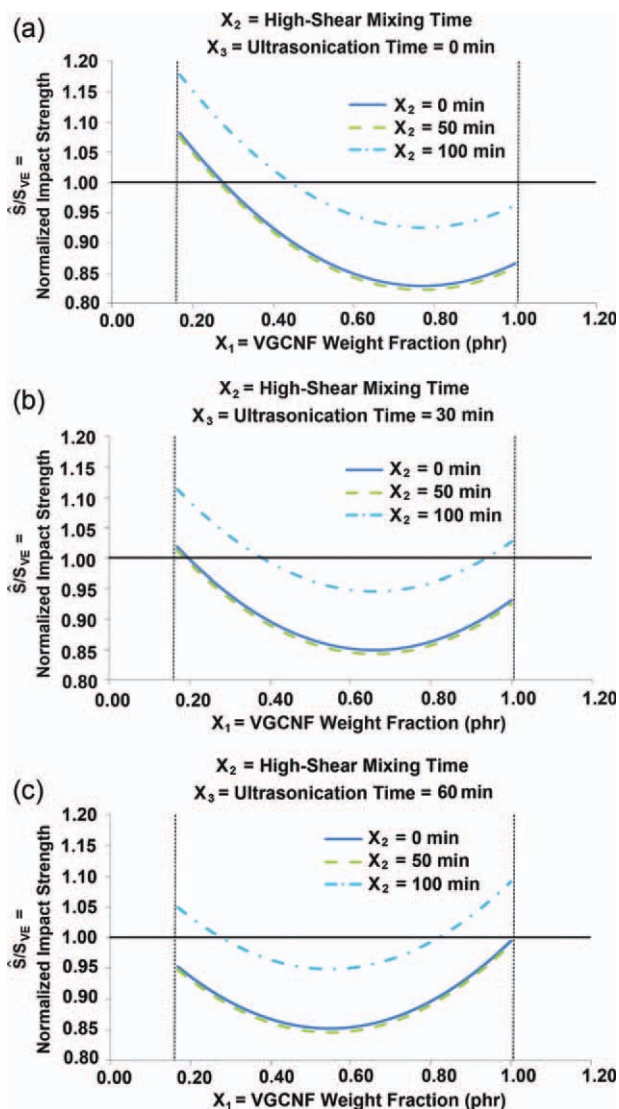 (a)
X₂ = High-Shear Mixing Time
X₃ = Ultrasonication Time = 0 min
Ŝ/S_VE =
Normalized Impact Strength
1.20
1.15
1.10
1.05
1.00
0.95
0.90
0.85
0.80
X₂ = 0 min
X₂ = 50 min
X₂ = 100 min
0.00 0.20 0.40 0.60 0.80 1.00 1.20
X₁ = VGCNF Weight Fraction (phr)
(b)
X₂ = High-Shear Mixing Time
X₃ = Ultrasonication Time = 30 min
Ŝ/S_VE =
Normalized Impact Strength
1.20
1.15
1.10
1.05
1.00
0.95
0.90
0.85
0.80
X₂ = 0 min
X₂ = 50 min
X₂ = 100 min
0.00 0.20 0.40 0.60 0.80 1.00 1.20
X₁ = VGCNF Weight Fraction (phr)
(c)
X₂ = High-Shear Mixing Time
X₃ = Ultrasonication Time = 60 min
Ŝ/S_VE =
Normalized Impact Strength
1.20
1.15
1.10
1.05
1.00
0.95
0.90
0.85
0.80
X₂ = 0 min
X₂ = 50 min
X₂ = 100 min
0.00 0.20 0.40 0.60 0.80 1.00 1.20
X₁ = VGCNF Weight Fraction (phr)